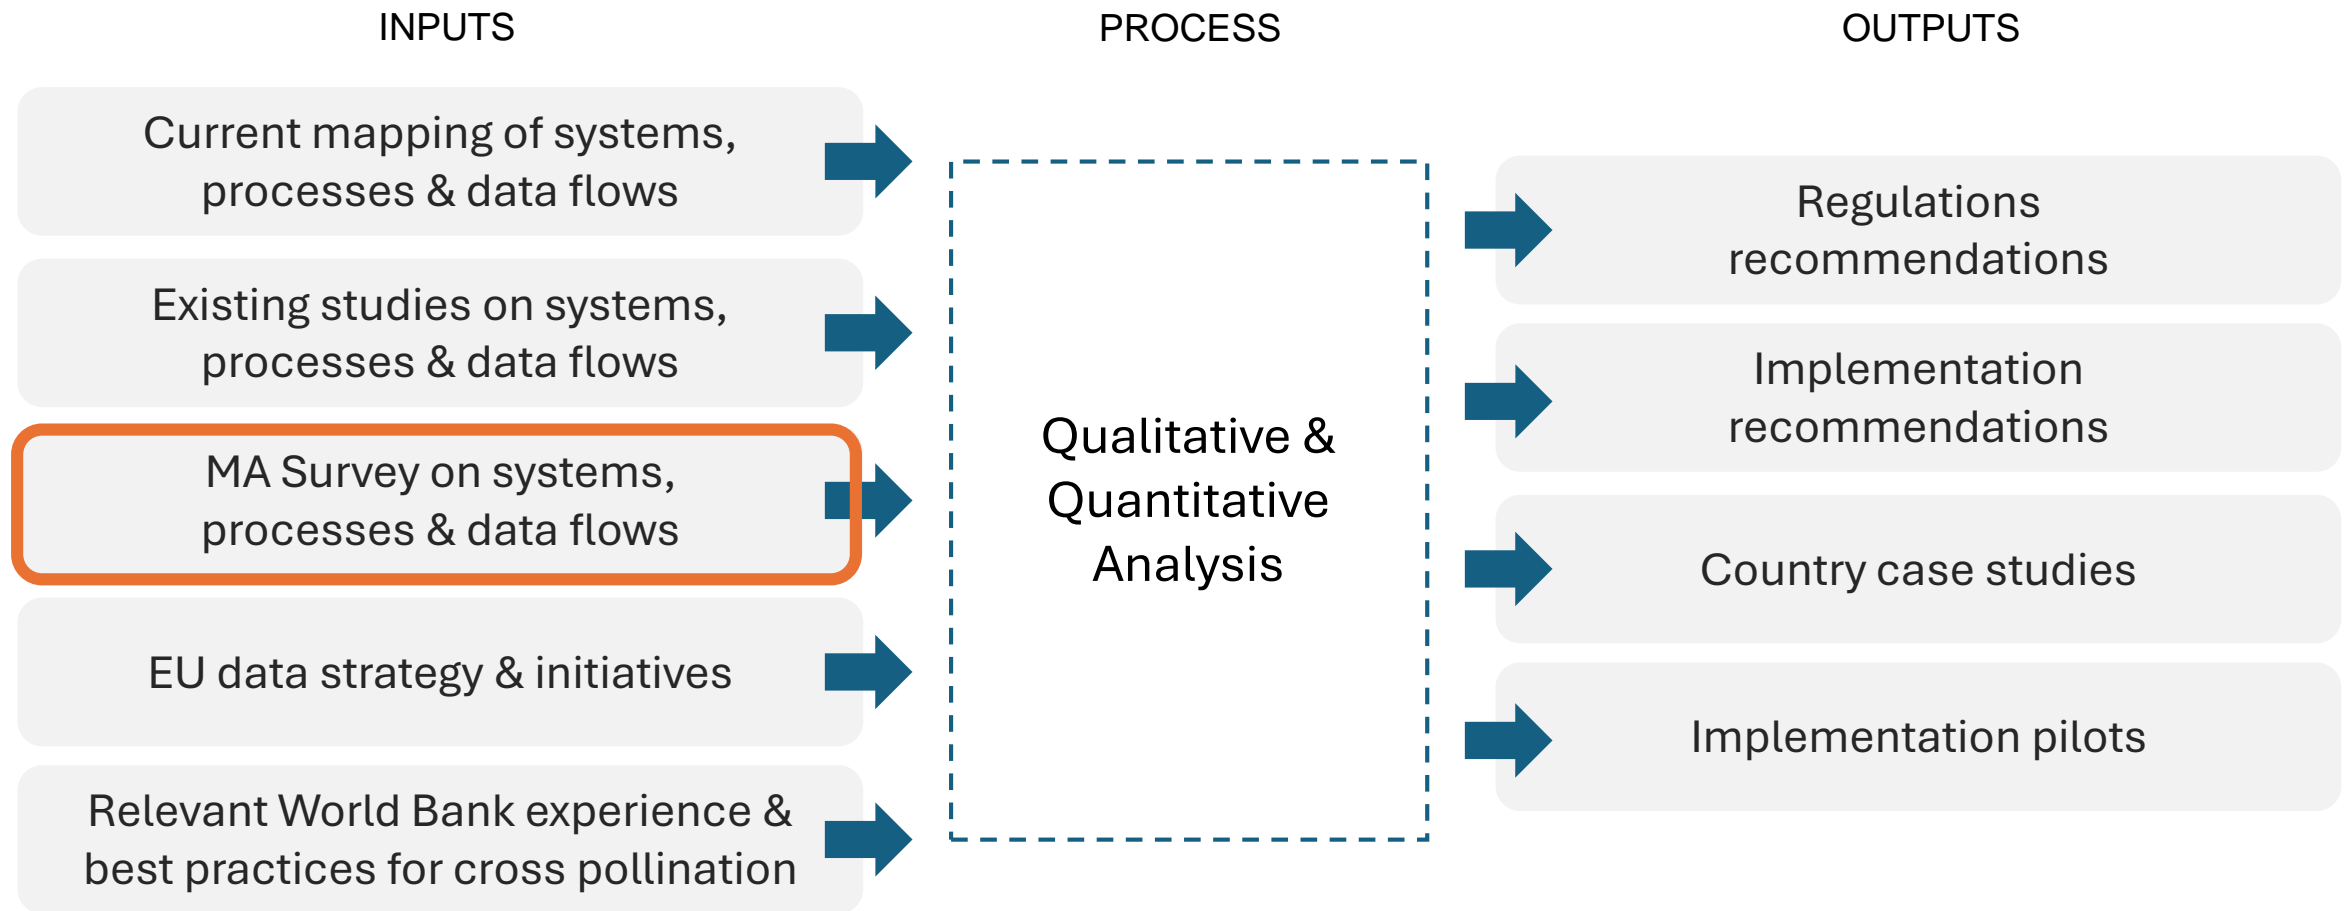 INPUTS
PROCESS
OUTPUTS
Current mapping of systems,
processes & data flows
Existing studies on systems,
processes & data flows
MA Survey on systems,
processes & data flows
EU data strategy & initiatives
Relevant World Bank experience &
best practices for cross pollination
Qualitative &
Quantitative
Analysis
Regulations
recommendations
Implementation
recommendations
Country case studies
Implementation pilots